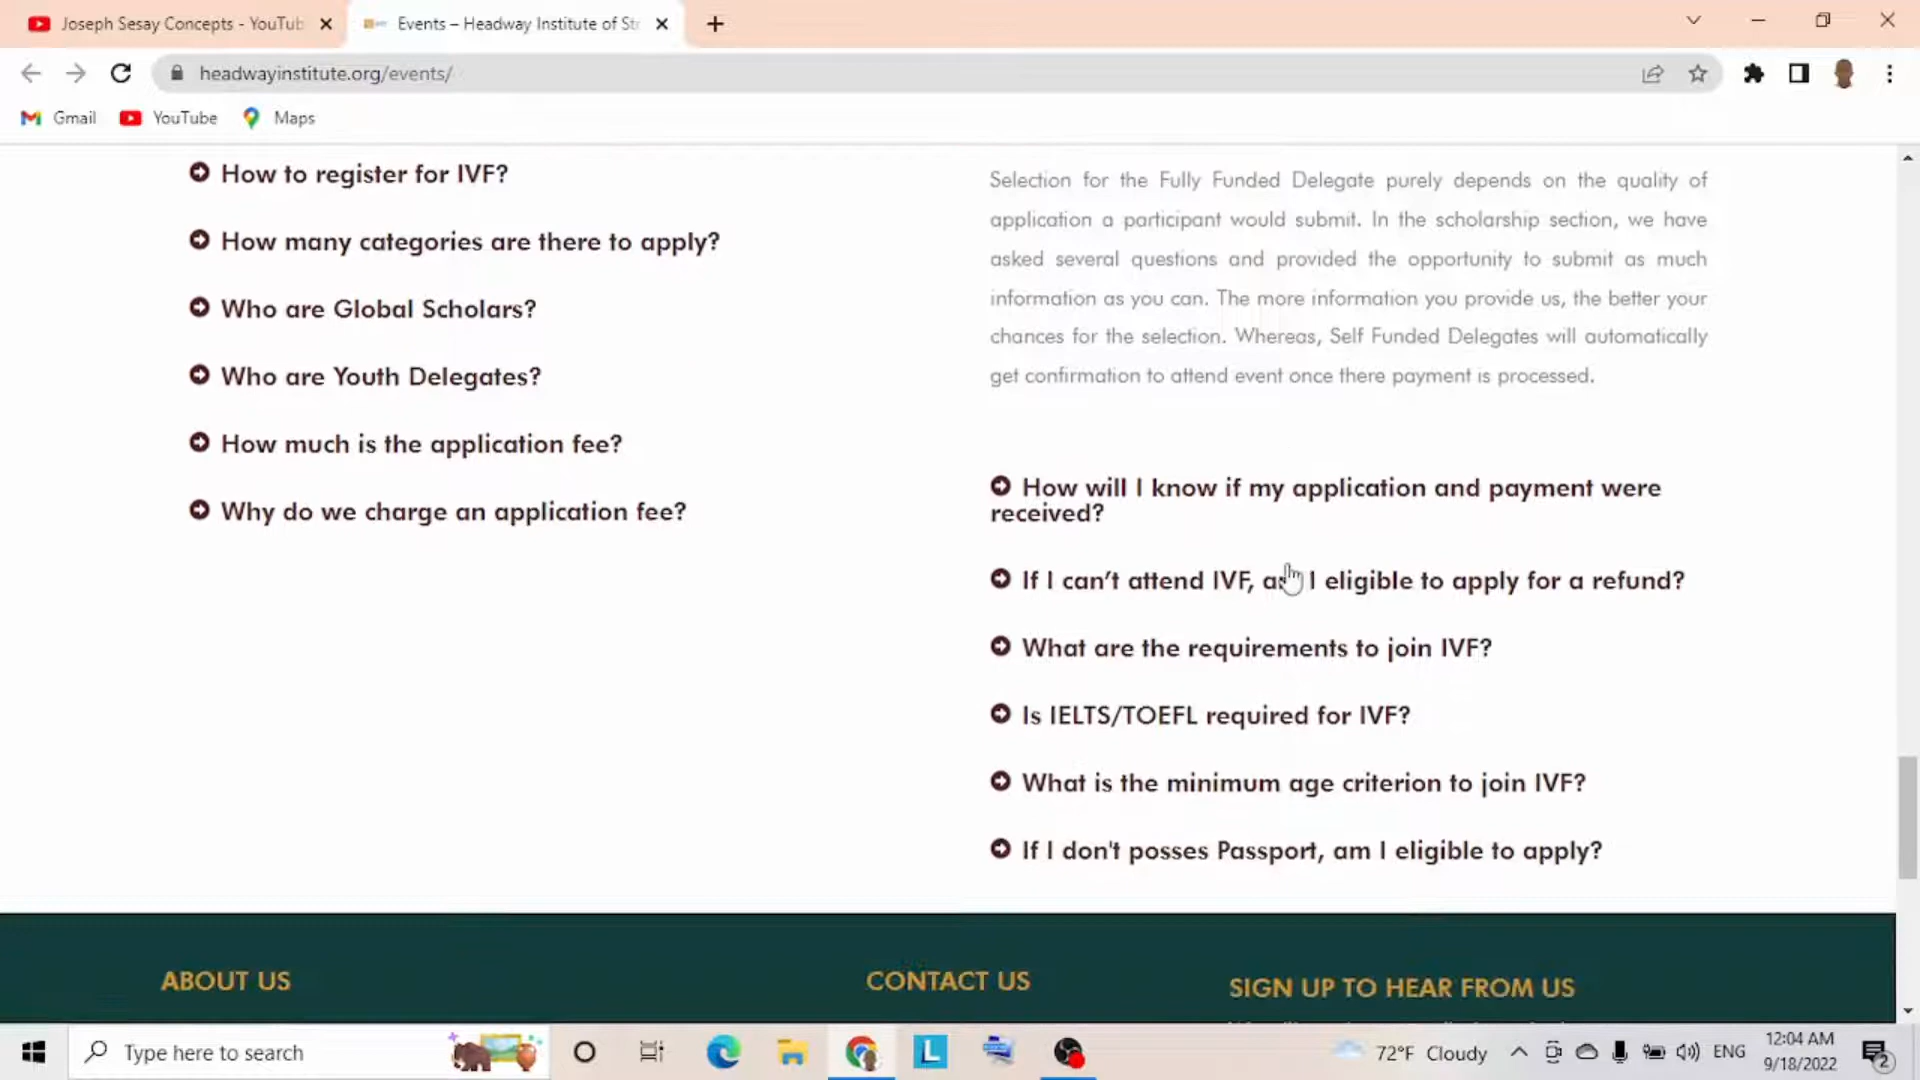 Joseph Sesay Concepts - YouTub
Events – Headway Institute of Str
headwayinstitute.org/events/
Gmail
YouTube
Maps
How to register for IVF?
How many categories are there to apply?
Who are Global Scholars?
Who are Youth Delegates?
How much is the application fee?
Why do we charge an application fee?
Selection for the Fully Funded Delegate purely depends on the quality of
application a participant would submit. In the scholarship section, we have
asked several questions and provided the opportunity to submit as much
information as you can. The more information you provide us, the better your
chances for the selection. Whereas, Self Funded Delegates will automatically
get confirmation to attend event once there payment is processed.
How will I know if my application and payment were
received?
If I can't attend IVF, am I eligible to apply for a refund?
What are the requirements to join IVF?
Is IELTS/TOEFL required for IVF?
What is the minimum age criterion to join IVF?
If I don't posses Passport, am I eligible to apply?
ABOUT US
CONTACT US
SIGN UP TO HEAR FROM US
Type here to search
L
72°F Cloudy
ENG
12:04 AM
9/18/2022
2